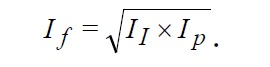 I_f = √(I_I × I_p).